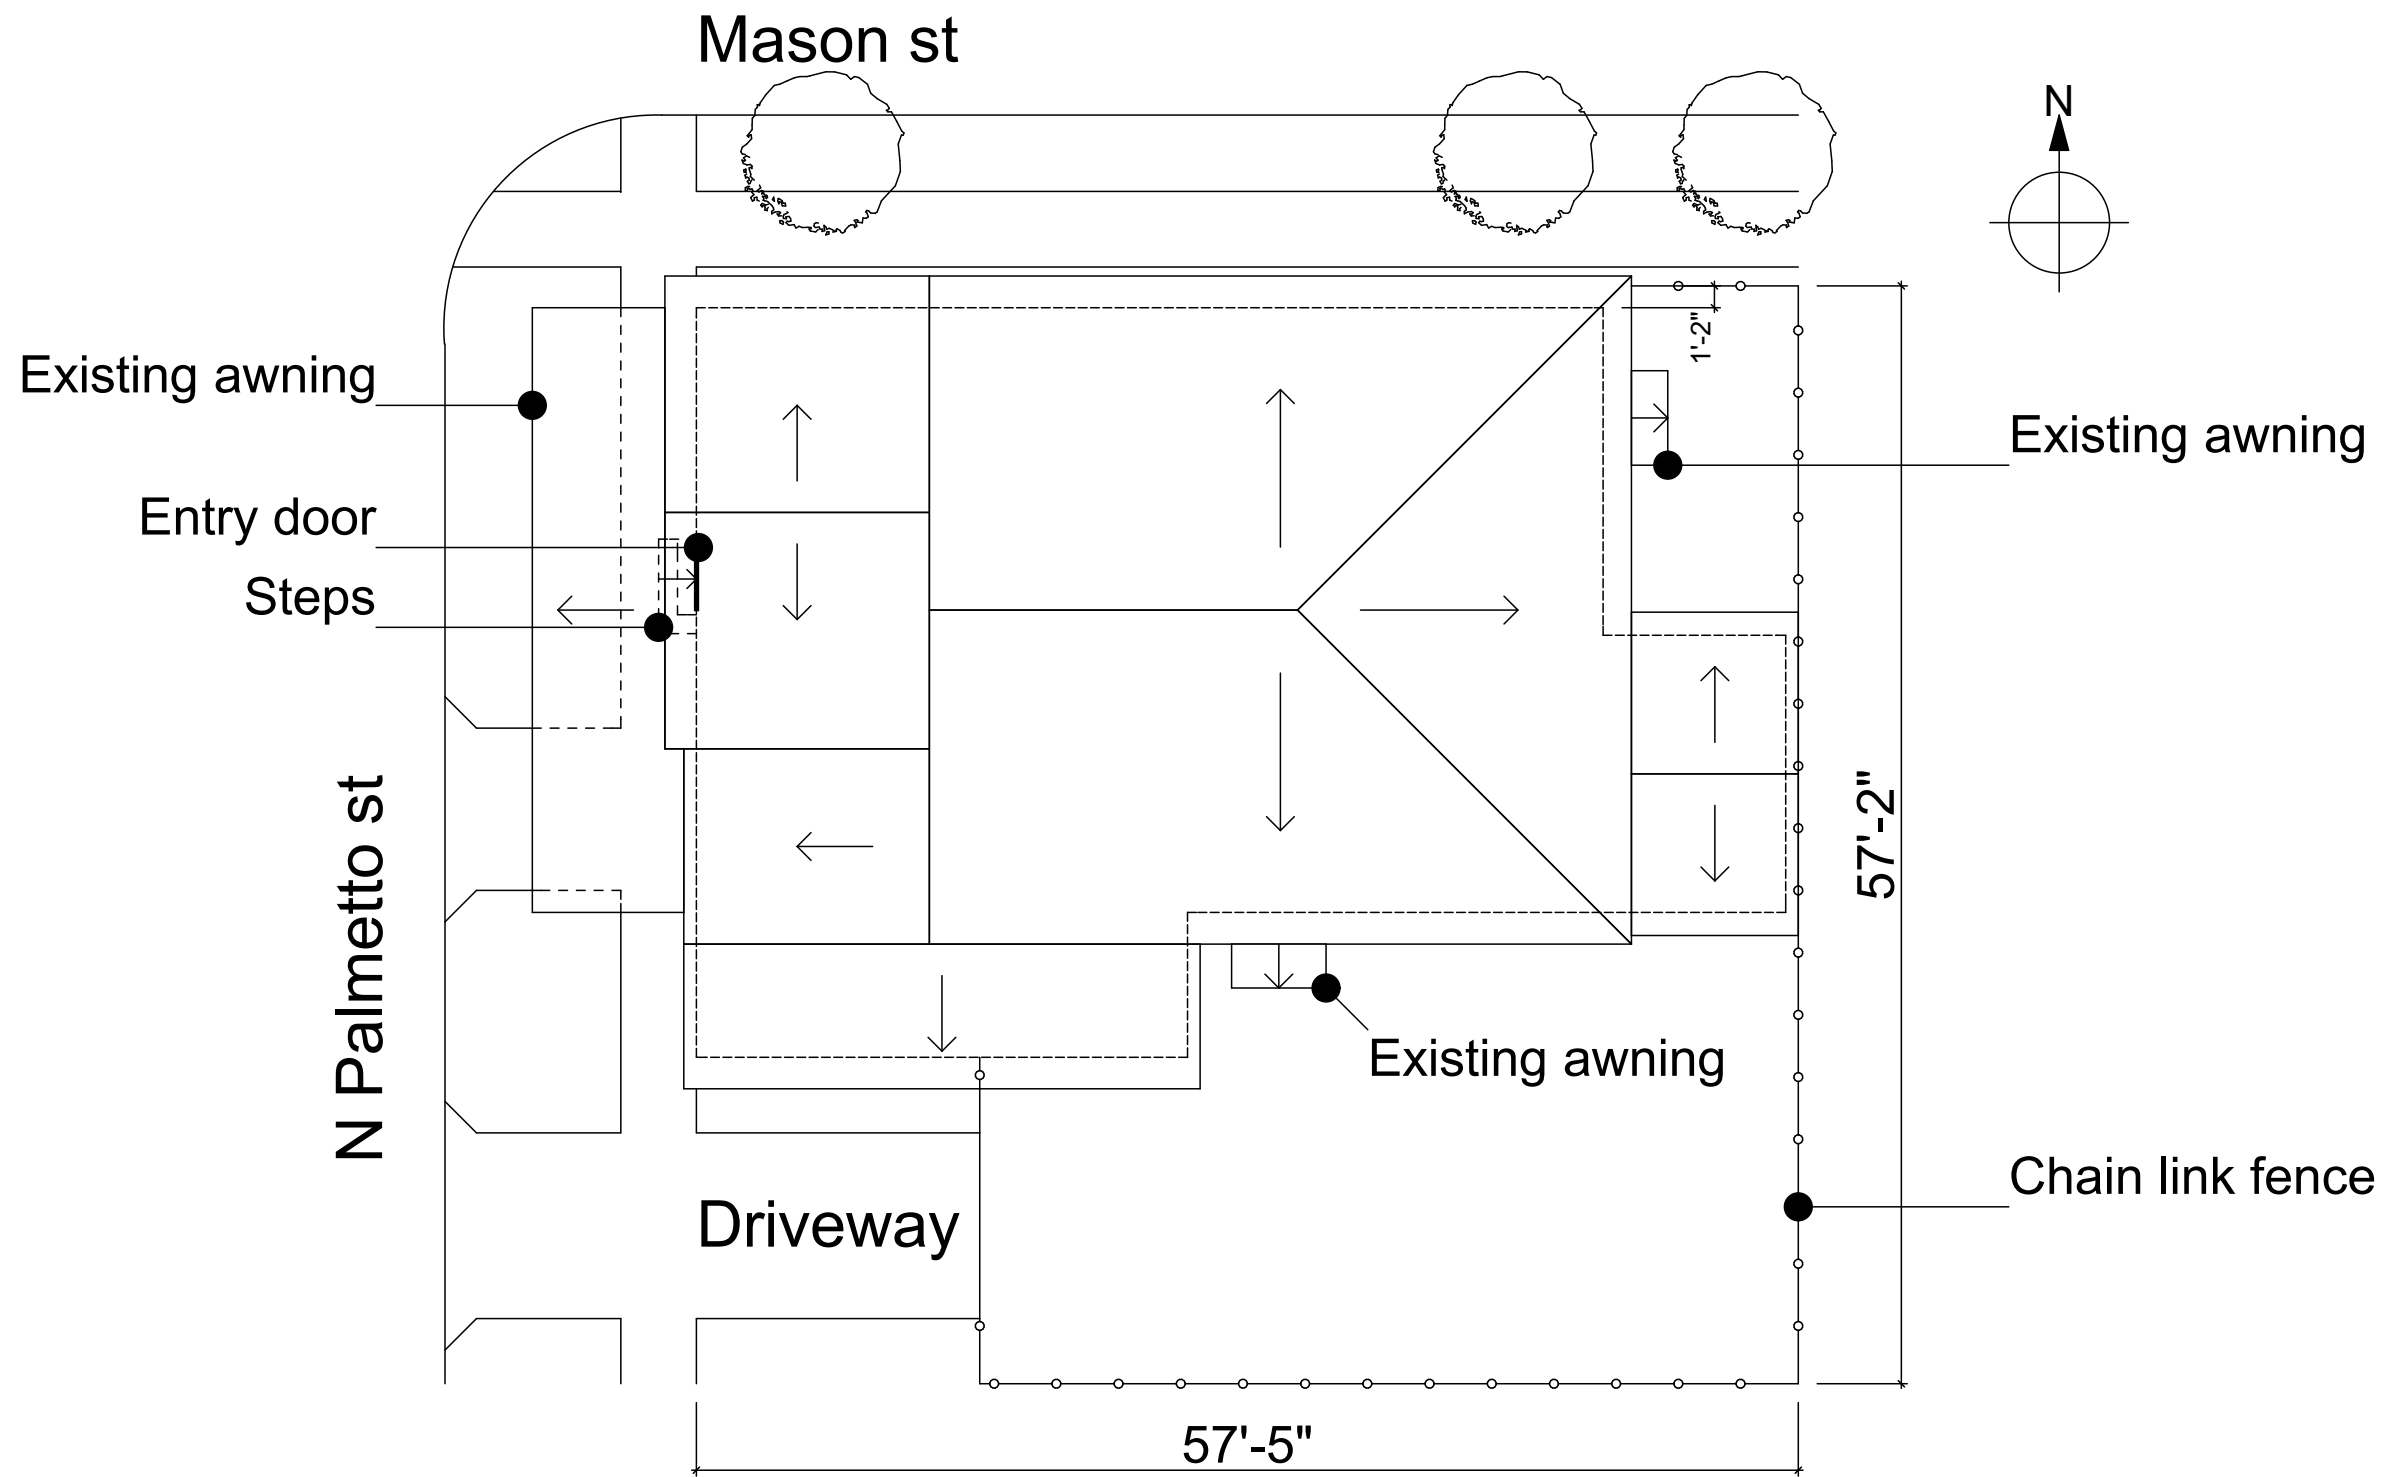 Mason st
N
1'-2"
Existing awning
Existing awning
Entry door
Steps
N Palmetto st
57'-2"
Existing awning
Chain link fence
Driveway
57'-5"